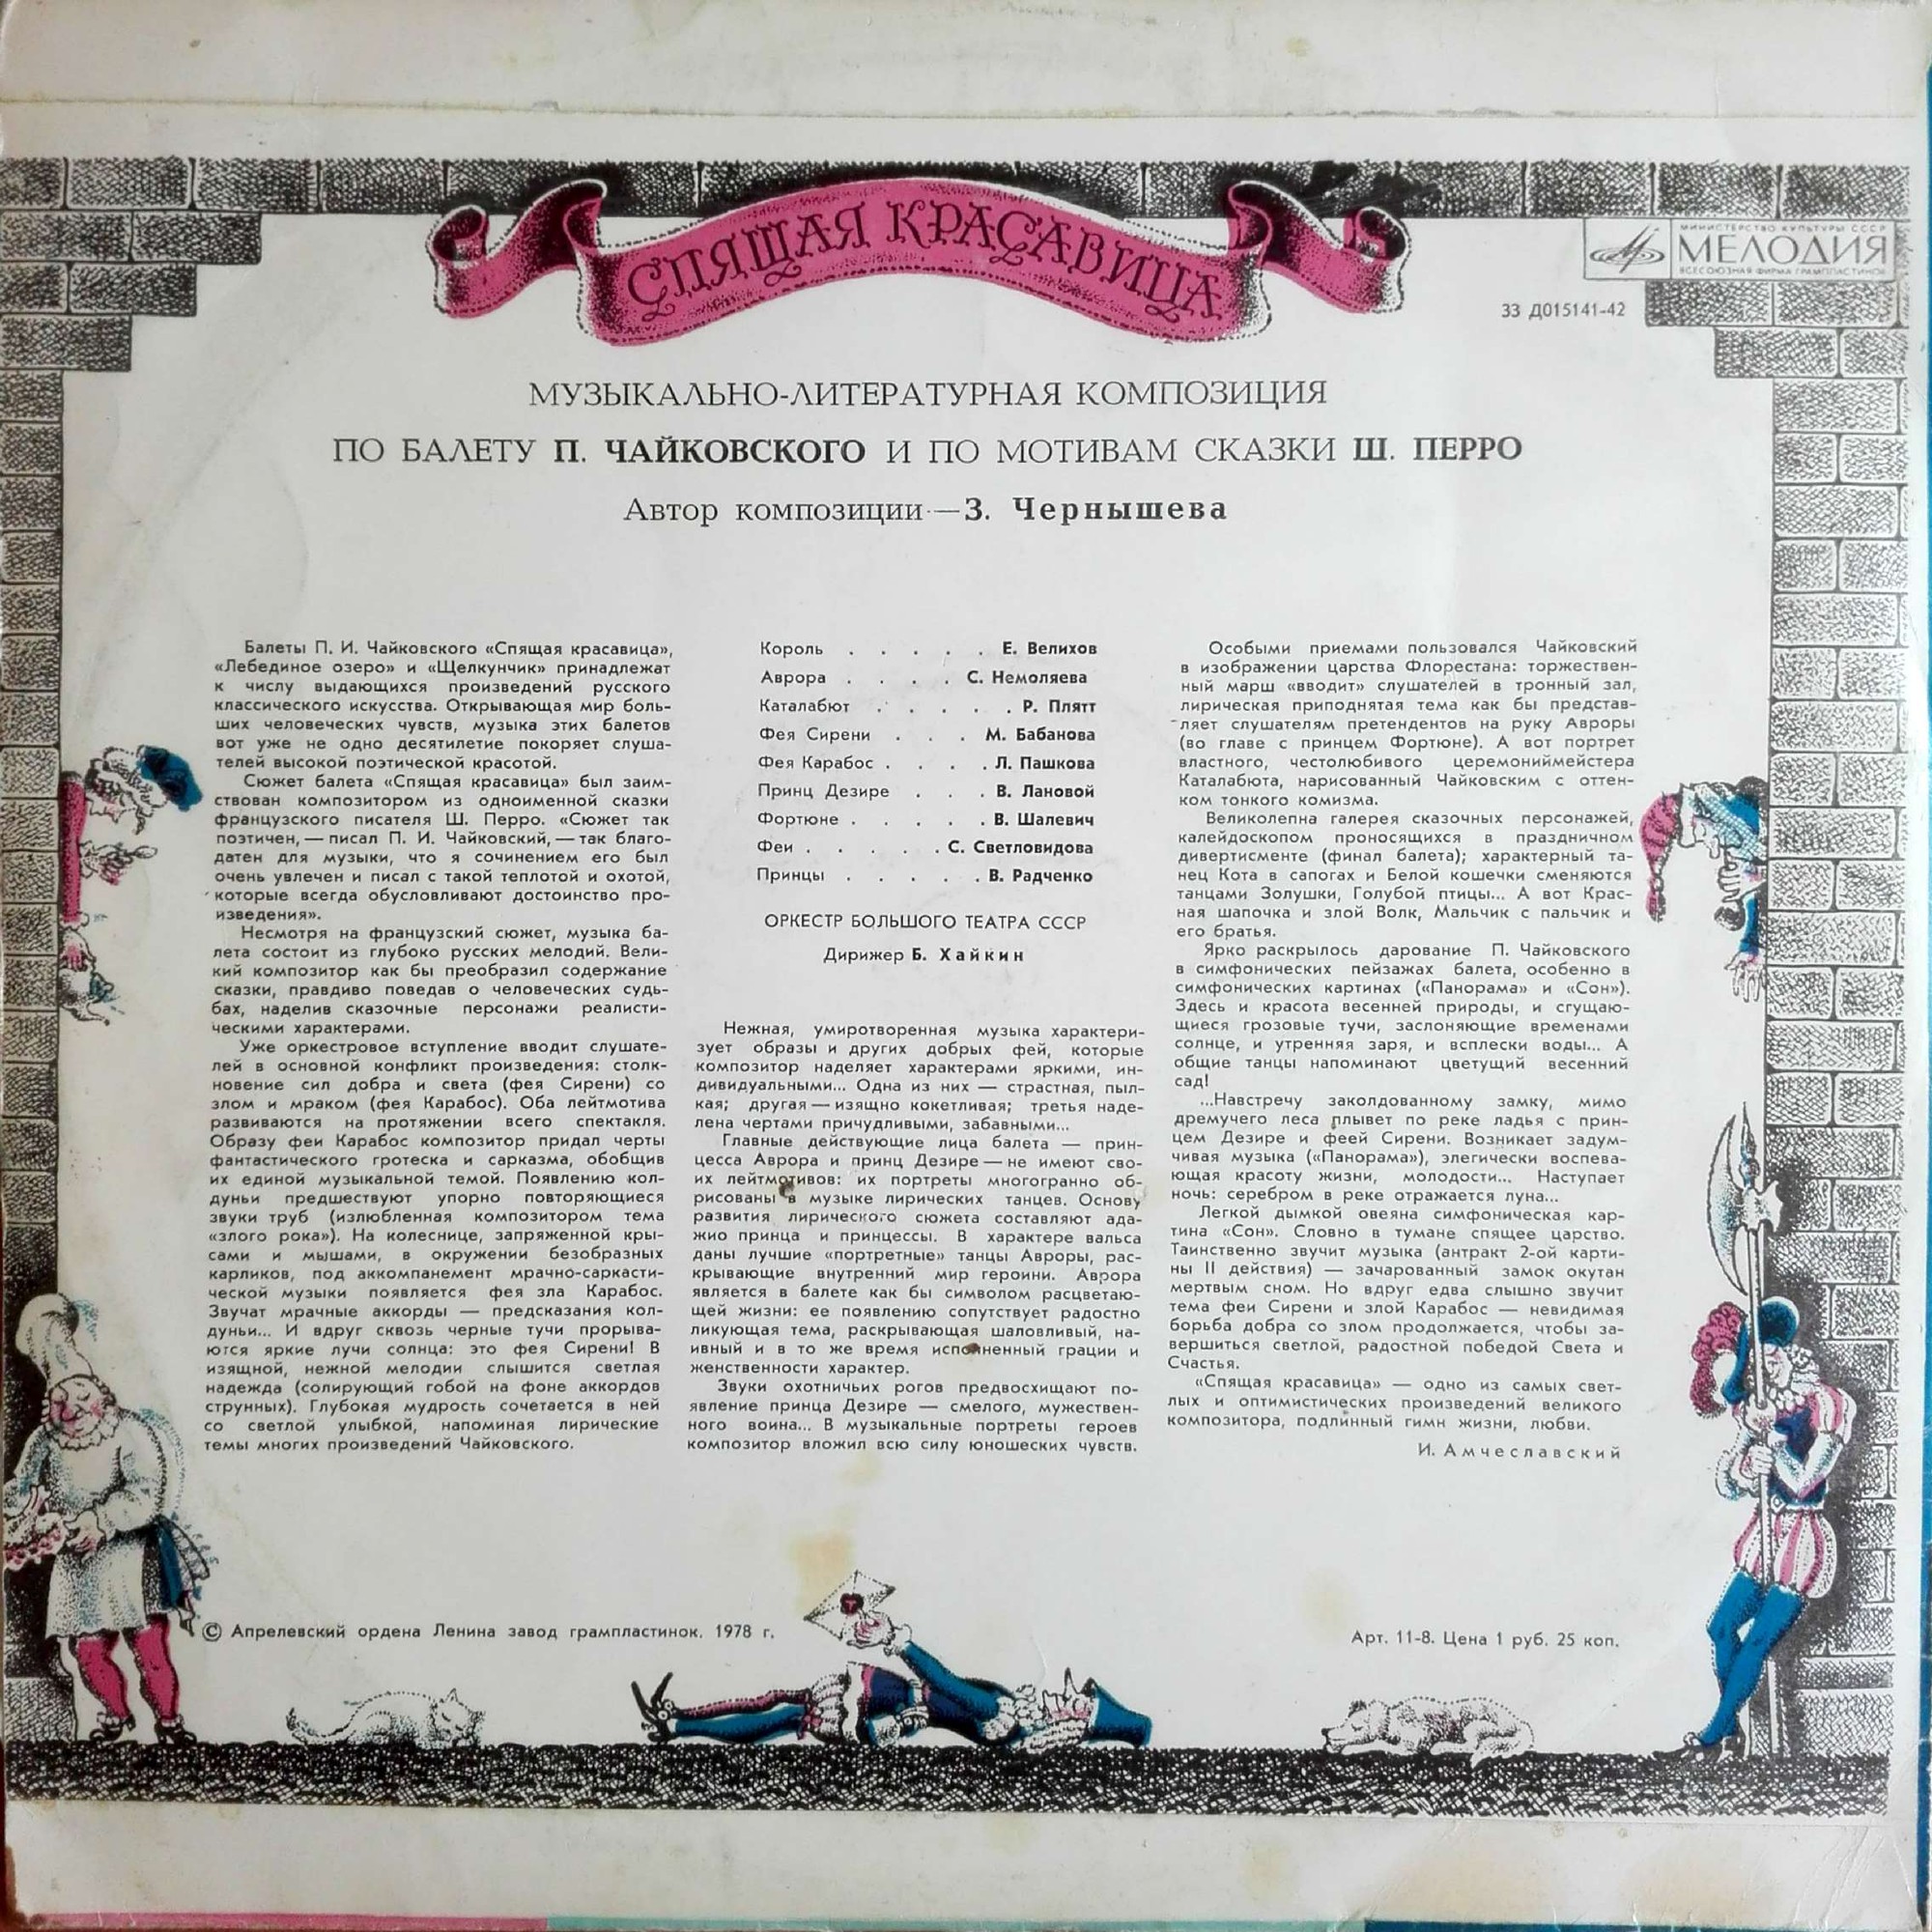 СПЯЩАЯ КРАСАВИЦА
МИНИСТЕРСТВО КУЛЬТУРЫ СССР
МЕЛОДИЯ
ВСЕСОЮЗНАЯ ФИРМА ГРАМПЛАСТИНОК
33 Д015141-42
МУЗЫКАЛЬНО-ЛИТЕРАТУРНАЯ КОМПОЗИЦИЯ
ПО БАЛЕТУ П. ЧАЙКОВСКОГО И ПО МОТИВАМ СКАЗКИ Ш. ПЕРРО
Автор композиции — З. Чернышева
Балеты П. И. Чайковского «Спящая красавица»,
«Лебединое озеро» и «Щелкунчик» принадлежат
к числу выдающихся произведений русского
классического искусства. Открывающая мир боль-
ших человеческих чувств, музыка этих балетов
вот уже не одно десятилетие покоряет слуша-
телей высокой поэтической красотой.
Сюжет балета «Спящая красавица» был заим-
ствован композитором из одноименной сказки
французского писателя Ш. Перро. «Сюжет так
поэтичен, — писал П. И. Чайковский, — так благо-
датен для музыки, что я сочинением его был
очень увлечен и писал с такой теплотой и охотой,
которые всегда обусловливают достоинство про-
изведения».
Несмотря на французский сюжет, музыка ба-
лета состоит из глубоко русских мелодий. Вели-
кий композитор как бы преобразил содержание
сказки, правдиво поведав о человеческих судь-
бах, наделив сказочные персонажи реалисти-
ческими характерами.
Уже оркестровое вступление вводит слушате-
лей в основной конфликт произведения: столк-
новение сил добра и света (фея Сирени) со
злом и мраком (фея Карабос). Оба лейтмотива
развиваются на протяжении всего спектакля.
Образу феи Карабос композитор придал черты
фантастического гротеска и сарказма, обобщив
их единой музыкальной темой. Появлению кол-
дуньи предшествуют упорно повторяющиеся
звуки труб (излюбленная композитором тема
«злого рока»). На колеснице, запряженной кры-
сами и мышами, в окружении безобразных
карликов, под аккомпанемент мрачно-саркасти-
ческой музыки появляется фея зла Карабос.
Звучат мрачные аккорды — предсказания кол-
дуньи... И вдруг сквозь черные тучи прорыва-
ются яркие лучи солнца: это фея Сирени! В
изящной, нежной мелодии слышится светлая
надежда (солирующий гобой на фоне аккордов
струнных). Глубокая мудрость сочетается в ней
со светлой улыбкой, напоминая лирические
темы многих произведений Чайковского.
Король . . . . . Е. Велихов
Аврора . . . . С. Немоляева
Каталабют . . . . . Р. Плятт
Фея Сирени . . . М. Бабанова
Фея Карабос . . . . Л. Пашкова
Принц Дезире . . . В. Лановой
Фортюне . . . . . В. Шалевич
Феи . . . . . С. Светловидова
Принцы . . . . . В. Радченко
ОРКЕСТР БОЛЬШОГО ТЕАТРА СССР
Дирижер Б. Хайкин
Нежная, умиротворенная музыка характери-
зует образы и других добрых фей, которые
композитор наделяет характерами яркими, ин-
дивидуальными... Одна из них — страстная, пыл-
кая; другая — изящно кокетливая; третья наде-
лена чертами причудливыми, забавными...
Главные действующие лица балета — прин-
цесса Аврора и принц Дезире — не имеют сво-
их лейтмотивов: их портреты многогранно об-
рисованы в музыке лирических танцев. Основу
развития лирического сюжета составляют ада-
жио принца и принцессы. В характере вальса
даны лучшие «портретные» танцы Авроры, рас-
крывающие внутренний мир героини. Аврора
является в балете как бы символом расцветаю-
щей жизни: ее появлению сопутствует радостно
ликующая тема, раскрывающая шаловливый, на-
ивный и в то же время исполненный грации и
женственности характер.
Звуки охотничьих рогов предвосхищают по-
явление принца Дезире — смелого, мужествен-
ного воина... В музыкальные портреты героев
композитор вложил всю силу юношеских чувств.
Особыми приемами пользовался Чайковский
в изображении царства Флорестана: торжествен-
ный марш «вводит» слушателей в тронный зал,
лирическая приподнятая тема как бы представ-
ляет слушателям претендентов на руку Авроры
(во главе с принцем Фортюне). А вот портрет
властного, честолюбивого церемониймейстера
Каталабюта, нарисованный Чайковским с оттен-
ком тонкого комизма.
Великолепна галерея сказочных персонажей,
калейдоскопом проносящихся в праздничном
дивертисменте (финал балета); характерный та-
нец Кота в сапогах и Белой кошечки сменяются
танцами Золушки, Голубой птицы... А вот Крас-
ная шапочка и злой Волк, Мальчик с пальчик и
его братья.
Ярко раскрылось дарование П. Чайковского
в симфонических пейзажах балета, особенно в
симфонических картинах («Панорама» и «Сон»).
Здесь и красота весенней природы, и сгущаю-
щиеся грозовые тучи, заслоняющие временами
солнце, и утренняя заря, и всплески воды... А
общие танцы напоминают цветущий весенний
сад!
...Навстречу заколдованному замку, мимо
дремучего леса плывет по реке ладья с прин-
цем Дезире и феей Сирени. Возникает задум-
чивая музыка («Панорама»), элегически воспева-
ющая красоту жизни, молодости... Наступает
ночь: серебром в реке отражается луна...
Легкой дымкой овеяна симфоническая кар-
тина «Сон». Словно в тумане спящее царство.
Таинственно звучит музыка (антракт 2-ой карти-
ны II действия) — зачарованный замок окутан
мертвым сном. Но вдруг едва слышно звучит
тема феи Сирени и злой Карабос — невидимая
борьба добра со злом продолжается, чтобы за-
вершиться светлой, радостной победой Света и
Счастья.
«Спящая красавица» — одно из самых свет-
лых и оптимистических произведений великого
композитора, подлинный гимн жизни, любви.
И. Амчеславский
© Апрелевский ордена Ленина завод грампластинок. 1978 г.
Арт. 11-8. Цена 1 руб. 25 коп.